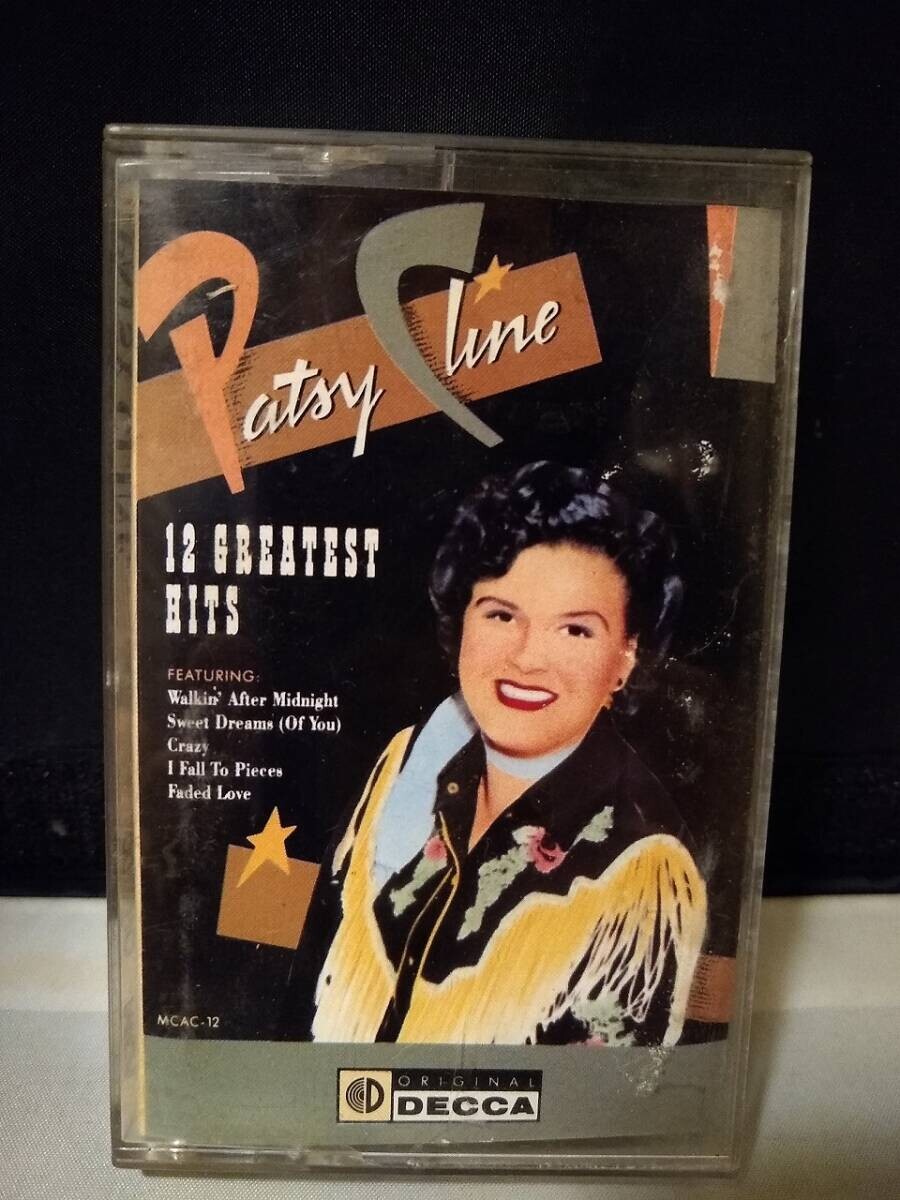 Patsy Cline
12 GREATEST
HITS
FEATURING:
Walkin' After Midnight
Sweet Dreams (Of You)
Crazy
I Fall To Pieces
Faded Love
MCAC-12
ORIGINAL
DECCA